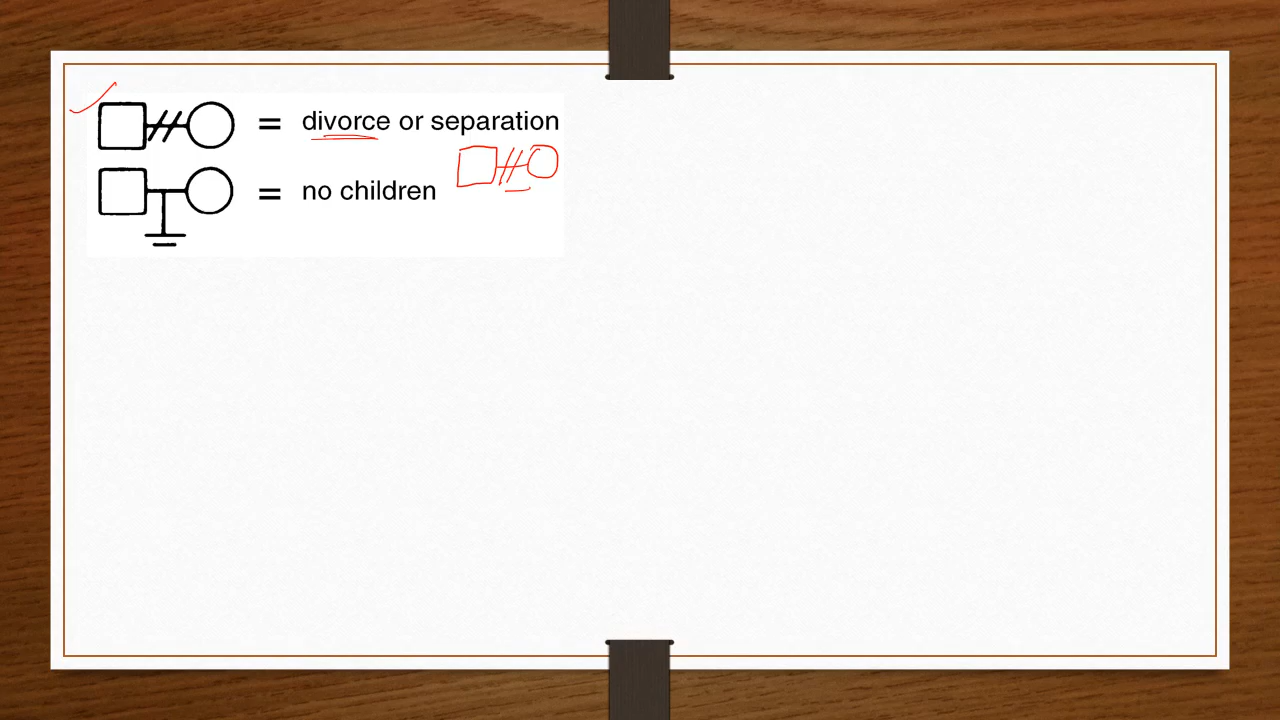 = divorce or separation
= no children